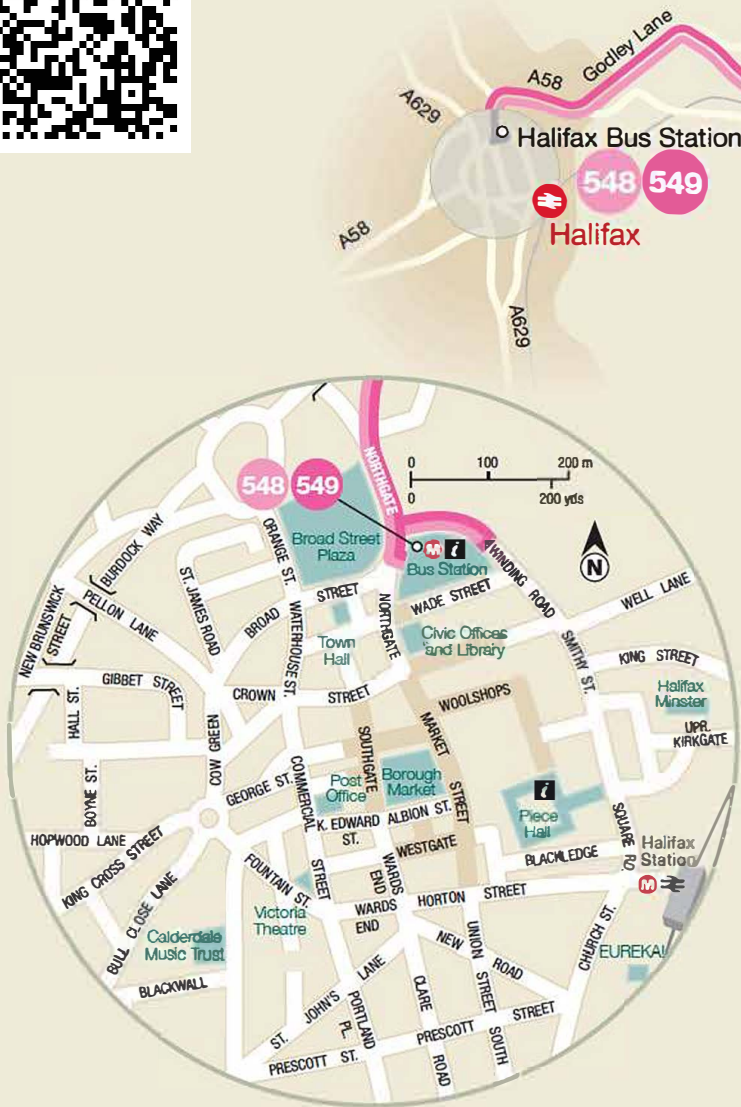 Godley Lane
A58
A629
Halifax Bus Station
548 549
Halifax
A58
A629
NORTHGATE
0 100 200 m
0 200 yds
548 549
N
Broad Street
Plaza
M i
Bus Station
ORANGE ST.
BURDOCK WAY
WINDING ROAD
WELL LANE
ST. JAMES ROAD
NEW BRUNSWICK
STREET
PELLON LANE
BROAD STREET
WATERHOUSE ST.
NORTHGATE
WADE STREET
Town
Hall
Civic Offices
and Library
SMITHY ST.
KING STREET
Halifax
Minster
UPR.
KIRKGATE
GIBBET STREET
HALL ST.
CROWN STREET
WOOLSHOPS
COW GREEN
SOUTHGATE
MARKET STREET
BOYNE ST.
GEORGE ST.
COMMERCIAL STREET
Post
Office
Borough
Market
i
Piece
Hall
K. EDWARD
ST.
ALBION ST.
WESTGATE
BLACKLEDGE
SQUARE RD.
Halifax
Station
M
HOPWOOD LANE
KING CROSS STREET
FOUNTAIN ST.
WARDS
END
WARDS
END
HORTON STREET
Victoria
Theatre
BULL CLOSE LANE
Calderdale
Music Trust
BLACKWALL
NEW ROAD
UNION STREET SOUTH
CHURCH ST.
EUREKA!
ST. JOHN'S LANE
PORTLAND
PL.
CLARE ROAD
PRESCOTT STREET
PRESCOTT ST.